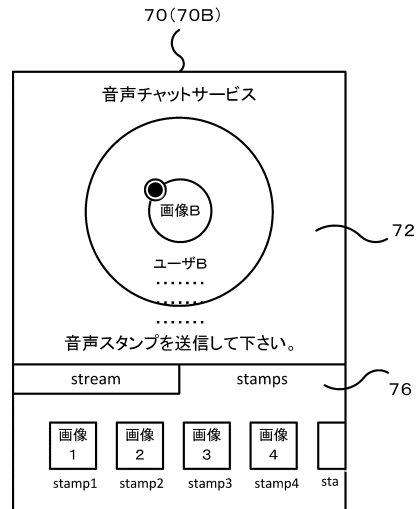 70(70B)
音声チャットサービス
画像B
72
ユーザB
音声スタンプを送信して下さい。
stream stamps
76
画像 画像 画像 画像
1 2 3 4
stamp1 stamp2 stamp3 stamp4 sta